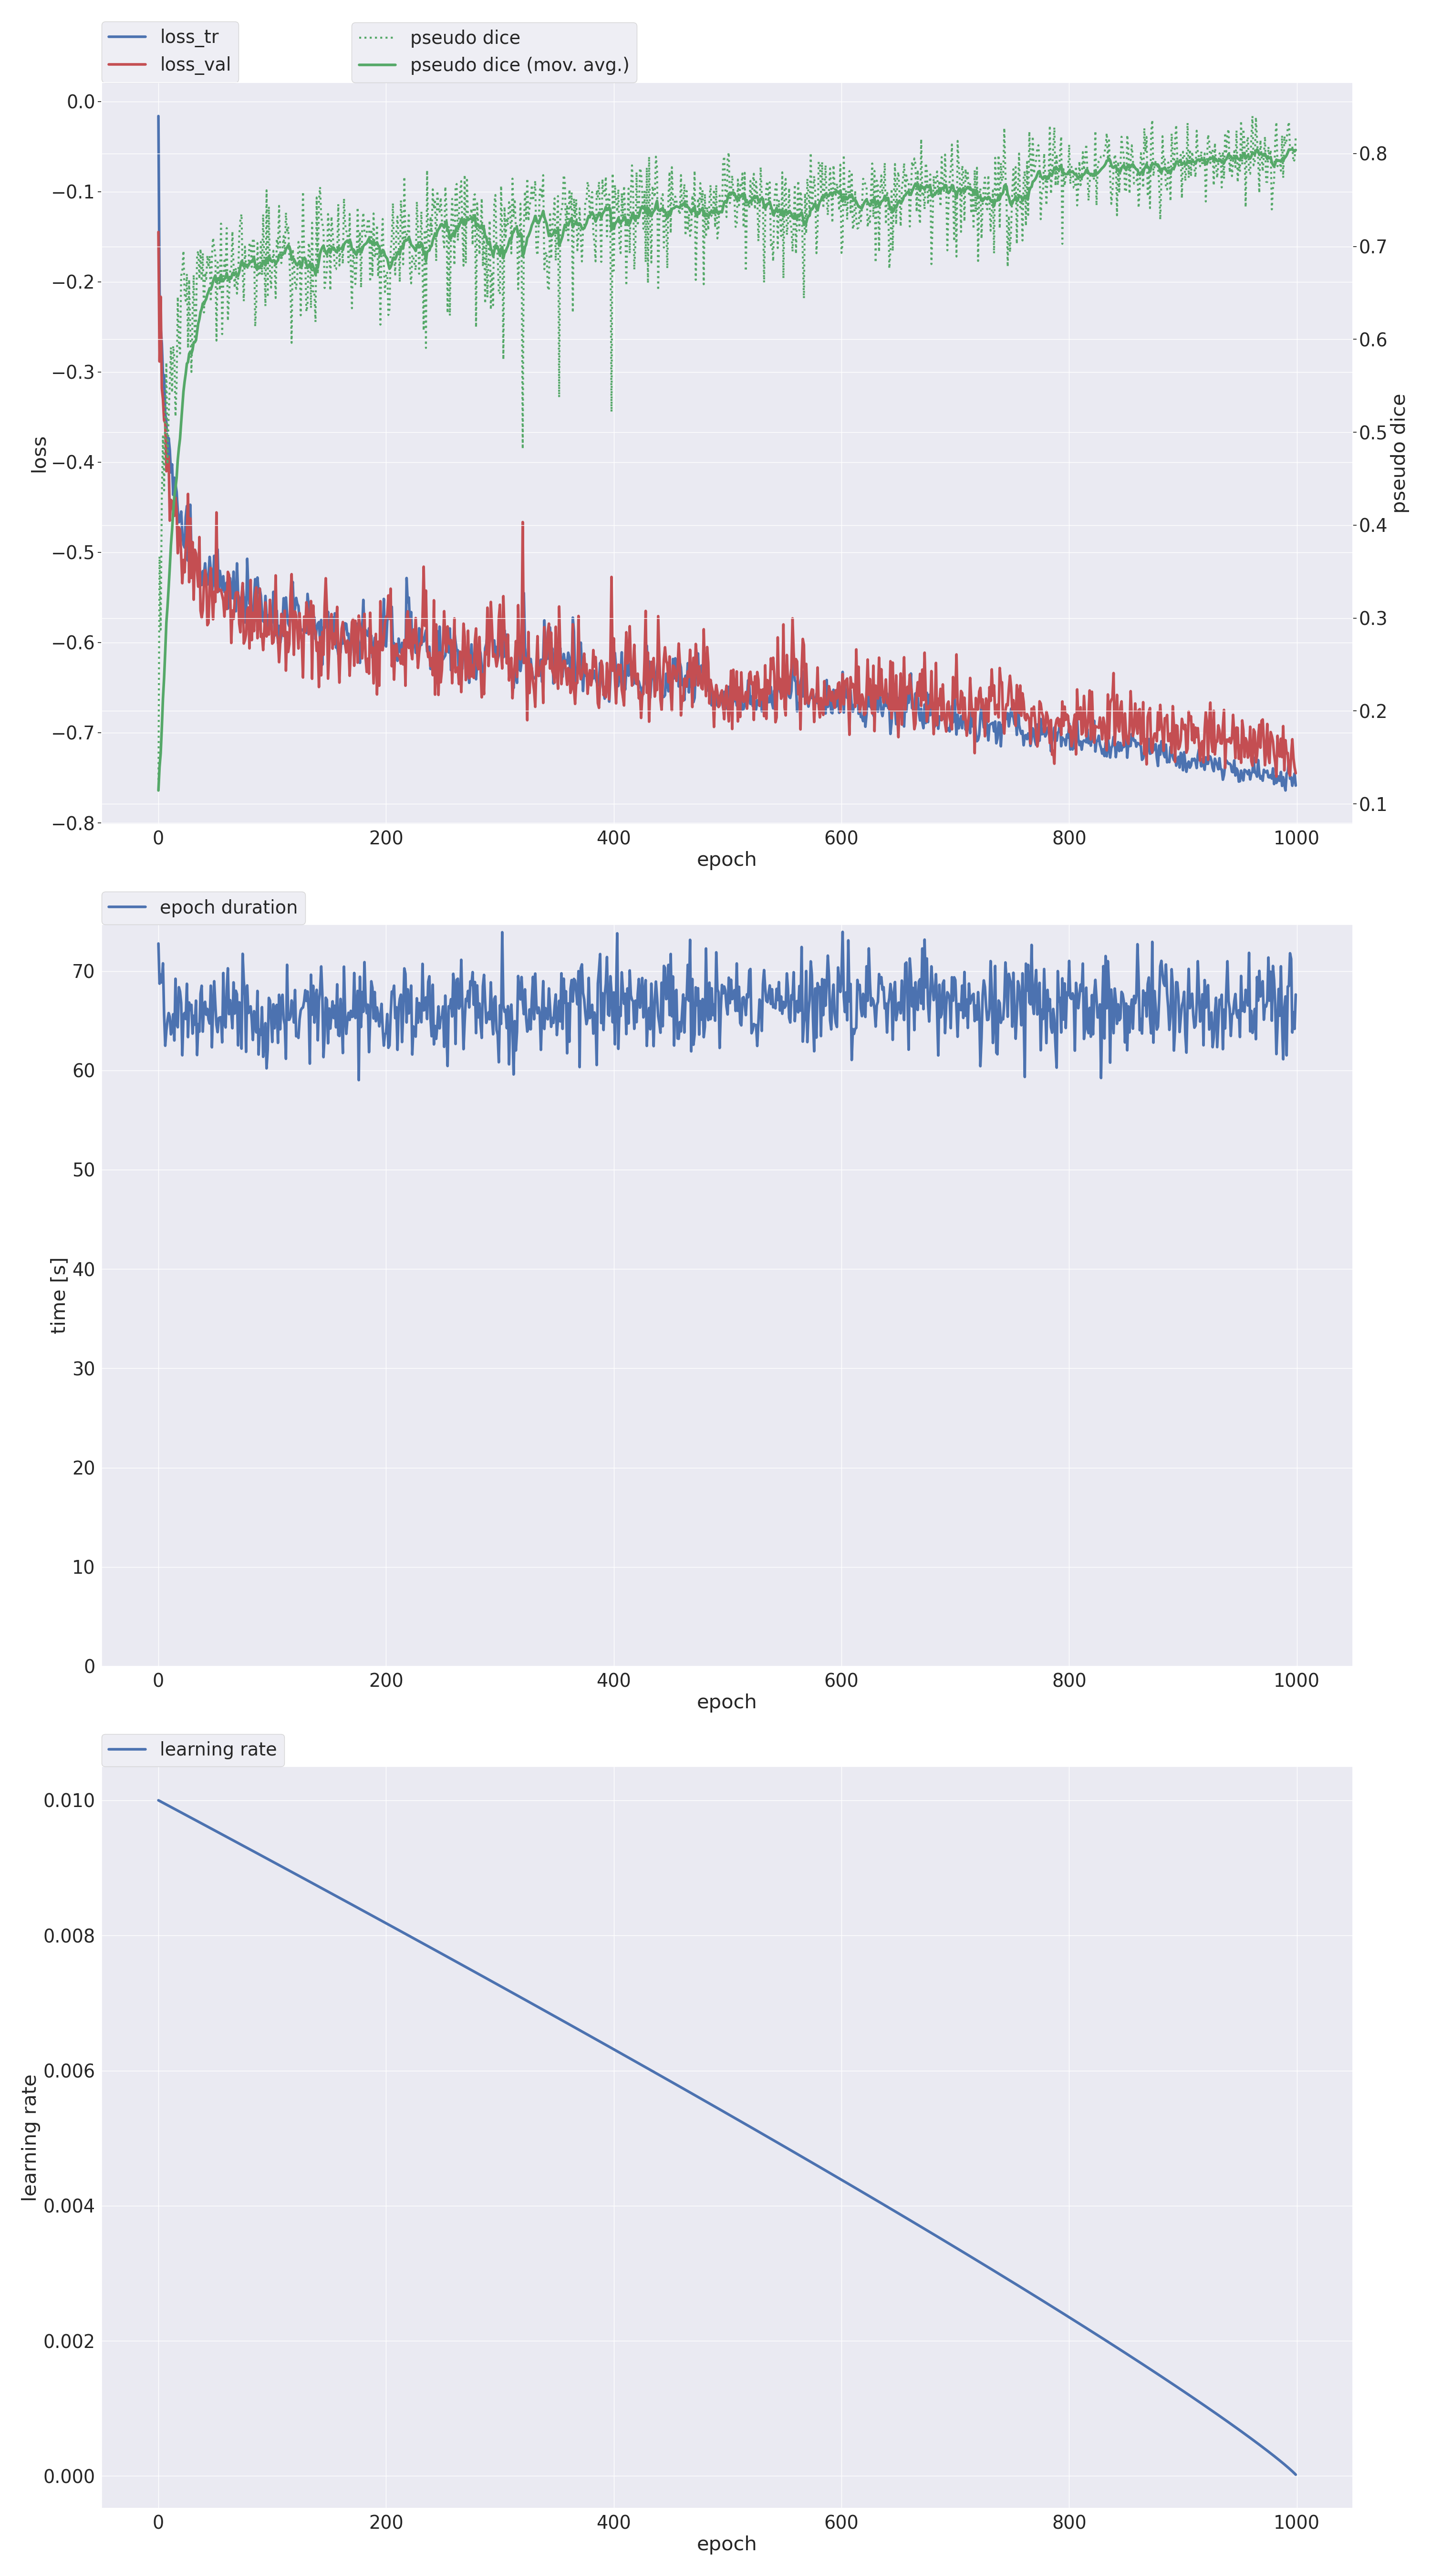 loss_tr
loss_val
pseudo dice
pseudo dice (mov. avg.)
0.0
−0.1
−0.2
−0.3
−0.4
−0.5
−0.6
−0.7
−0.8
loss
0.8
0.7
0.6
0.5
0.4
0.3
0.2
0.1
pseudo dice
0 200 400 600 800 1000
epoch
epoch duration
70
60
50
40
30
20
10
0
time [s]
0 200 400 600 800 1000
epoch
learning rate
0.010
0.008
0.006
0.004
0.002
0.000
learning rate
0 200 400 600 800 1000
epoch